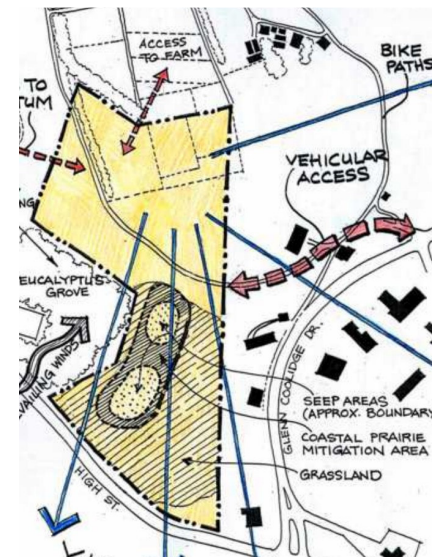 ACCESS
TO FARM
BIKE
PATHS
TO
VEHICULAR
ACCESS
EUCALYPTUS
GROVE
WINDS
SEEP AREAS
(APPROX. BOUNDARY
COASTAL PRAIRIE
MITIGATION AREA
GRASSLAND
GLENN COOLIDGE DR.
HIGH ST.